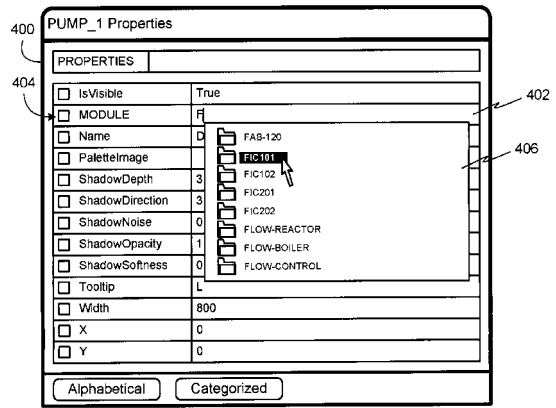 PUMP_1 Properties
400
PROPERTIES
404
IsVisible True
MODULE F
402
Name D
FAB-120
PaletteImage
FIC101
406
ShadowDepth 3
FIC102
ShadowDirection 3
FIC201
ShadowNoise 0
FIC202
ShadowOpacity 1
FLOW-REACTOR
FLOW-BOILER
ShadowSoftness 0
FLOW-CONTROL
Tooltip L
Width 800
X 0
Y 0
Alphabetical Categorized